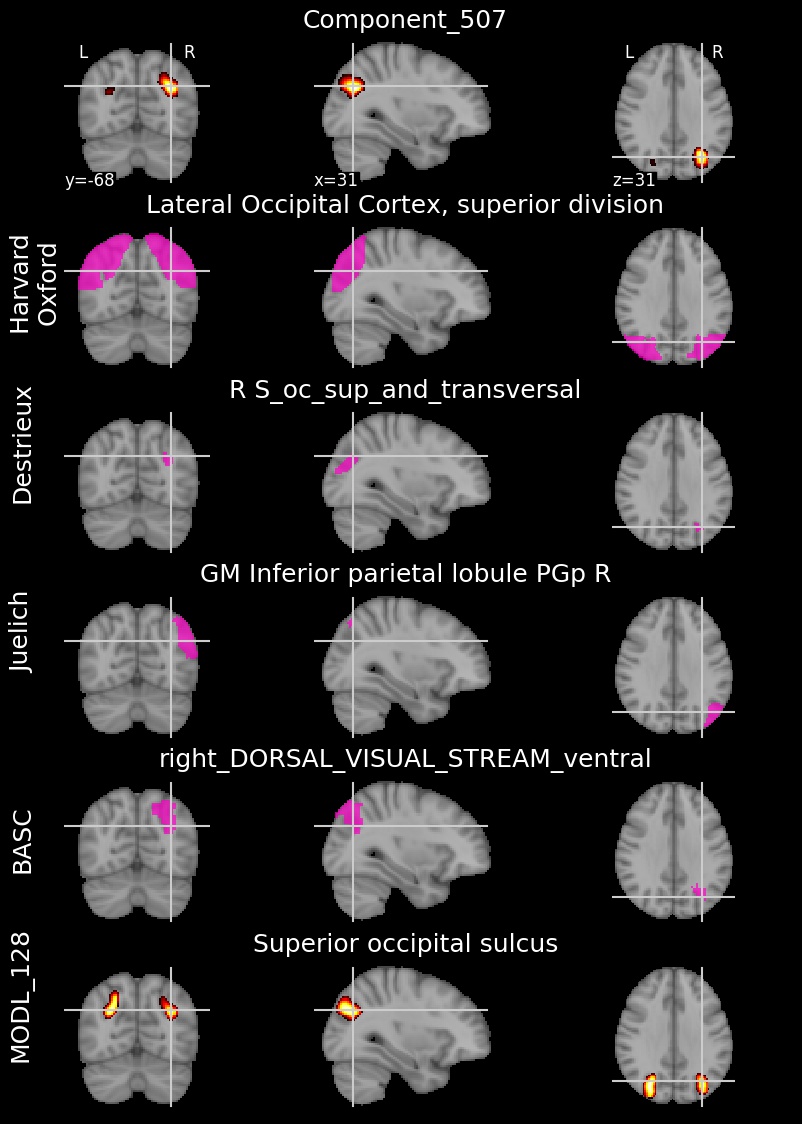 Component_507
L R L R
y=-68 x=31 z=31
Lateral Occipital Cortex, superior division
Harvard
Oxford
R S_oc_sup_and_transversal
Destrieux
GM Inferior parietal lobule PGp R
Juelich
right_DORSAL_VISUAL_STREAM_ventral
BASC
Superior occipital sulcus
MODL_128